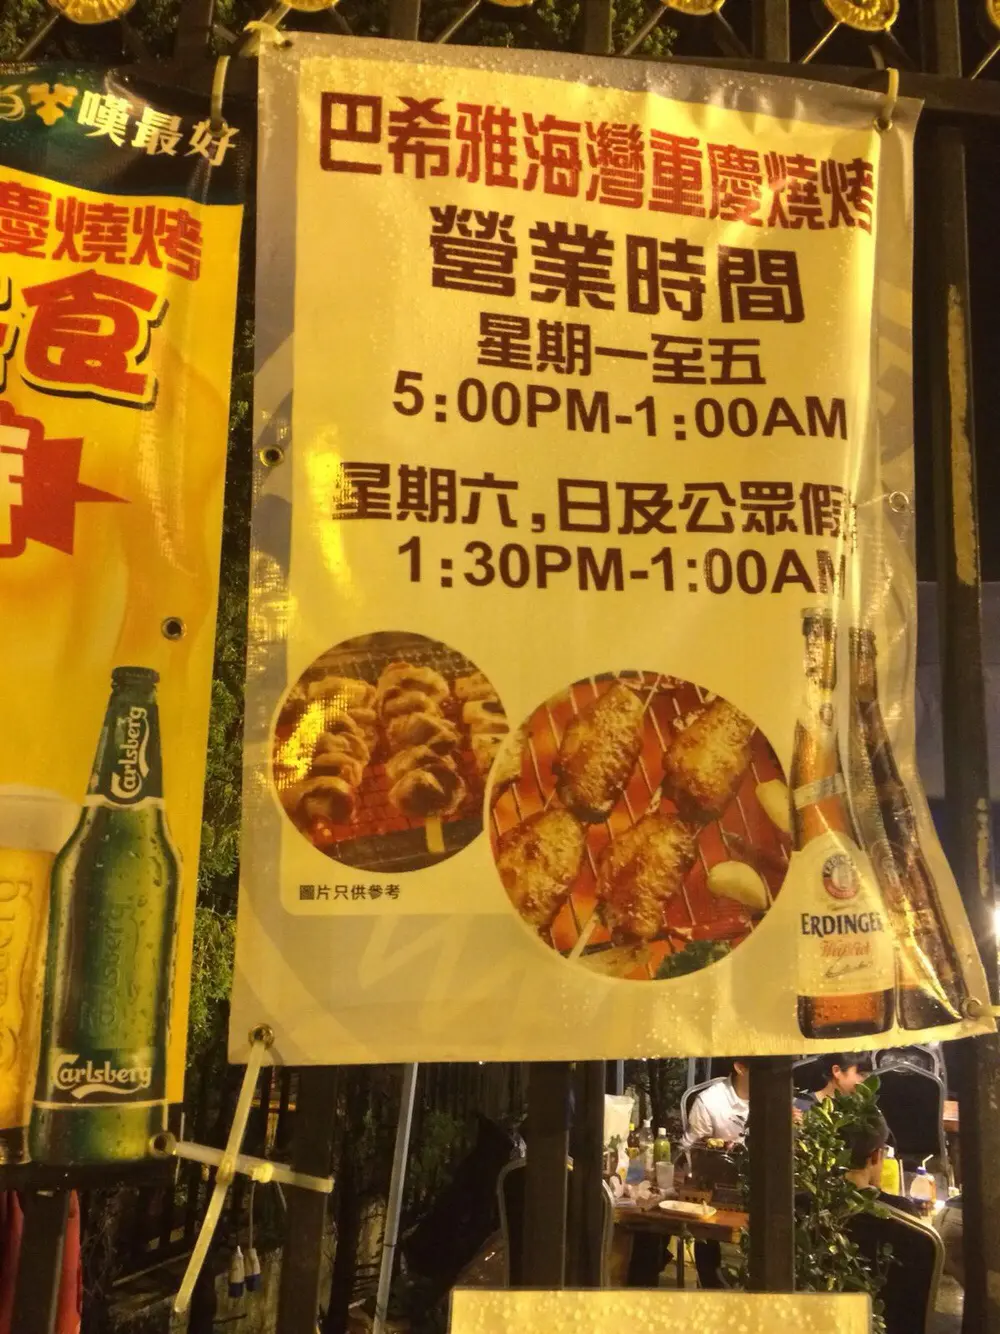 嘆最好
慶燒烤
食
Carlsberg
Carlsberg
巴希雅海灣重慶燒烤
營業時間
星期一至五
5:00PM-1:00AM
星期六,日及公眾假
1:30PM-1:00AM
圖片只供參考
ERDINGER
Weißbier